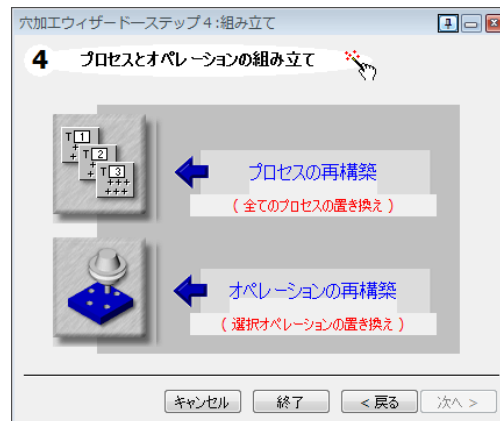 穴加工ウィザードーステップ4:組み立て
4 プロセスとオペレーションの組み立て
T 1
T 2
T 3
プロセスの再構築
( 全てのプロセスの置き換え )
オペレーションの再構築
( 選択オペレーションの置き換え )
キャンセル 終了 < 戻る 次へ >